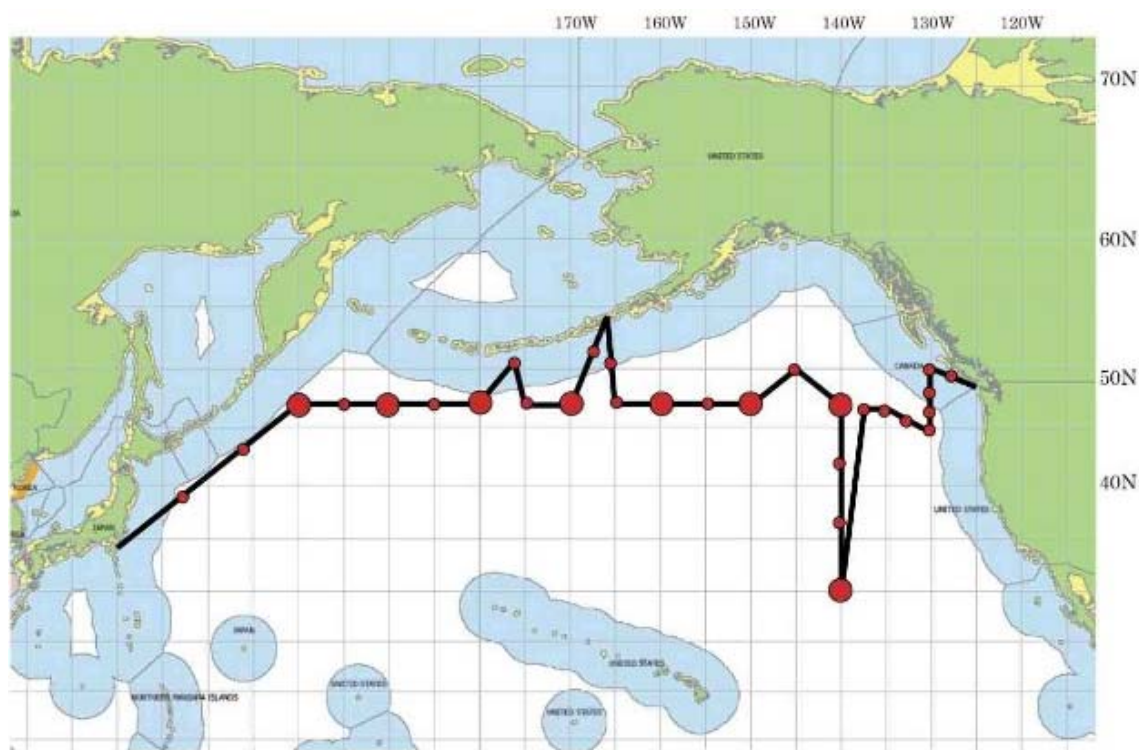 170W 160W 150W 140W 130W 120W
70N
UNITED STATES
60N
CANADA
50N
40N
UNITED STATES
JAPAN
JAPAN
UNITED STATES
UNITED STATES
NORTHERN MARIANA ISLANDS
UNITED STATES